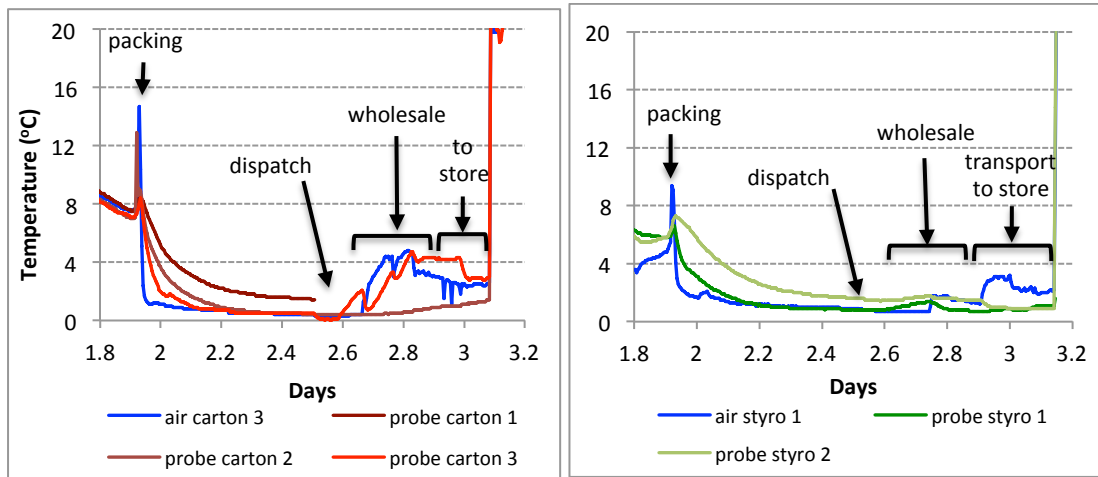 20
16
12
8
4
0
Temperature (°C)
packing
wholesale
dispatch
to
store
1.8 2 2.2 2.4 2.6 2.8 3 3.2
Days
air carton 3 probe carton 1
probe carton 2 probe carton 3
20
16
12
8
4
0
packing
wholesale
dispatch
transport
to store
1.8 2 2.2 2.4 2.6 2.8 3 3.2
Days
air styro 1 probe styro 1
probe styro 2